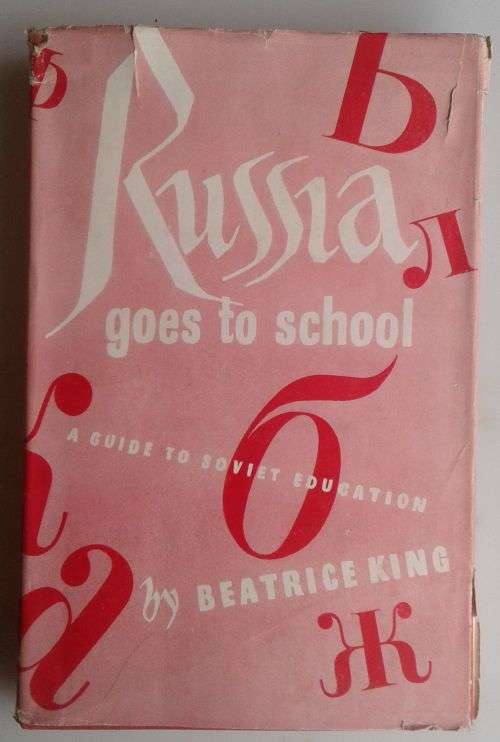 Ь
Russia
л
goes to school
б
A GUIDE TO SOVIET EDUCATION
by BEATRICE KING
Ж